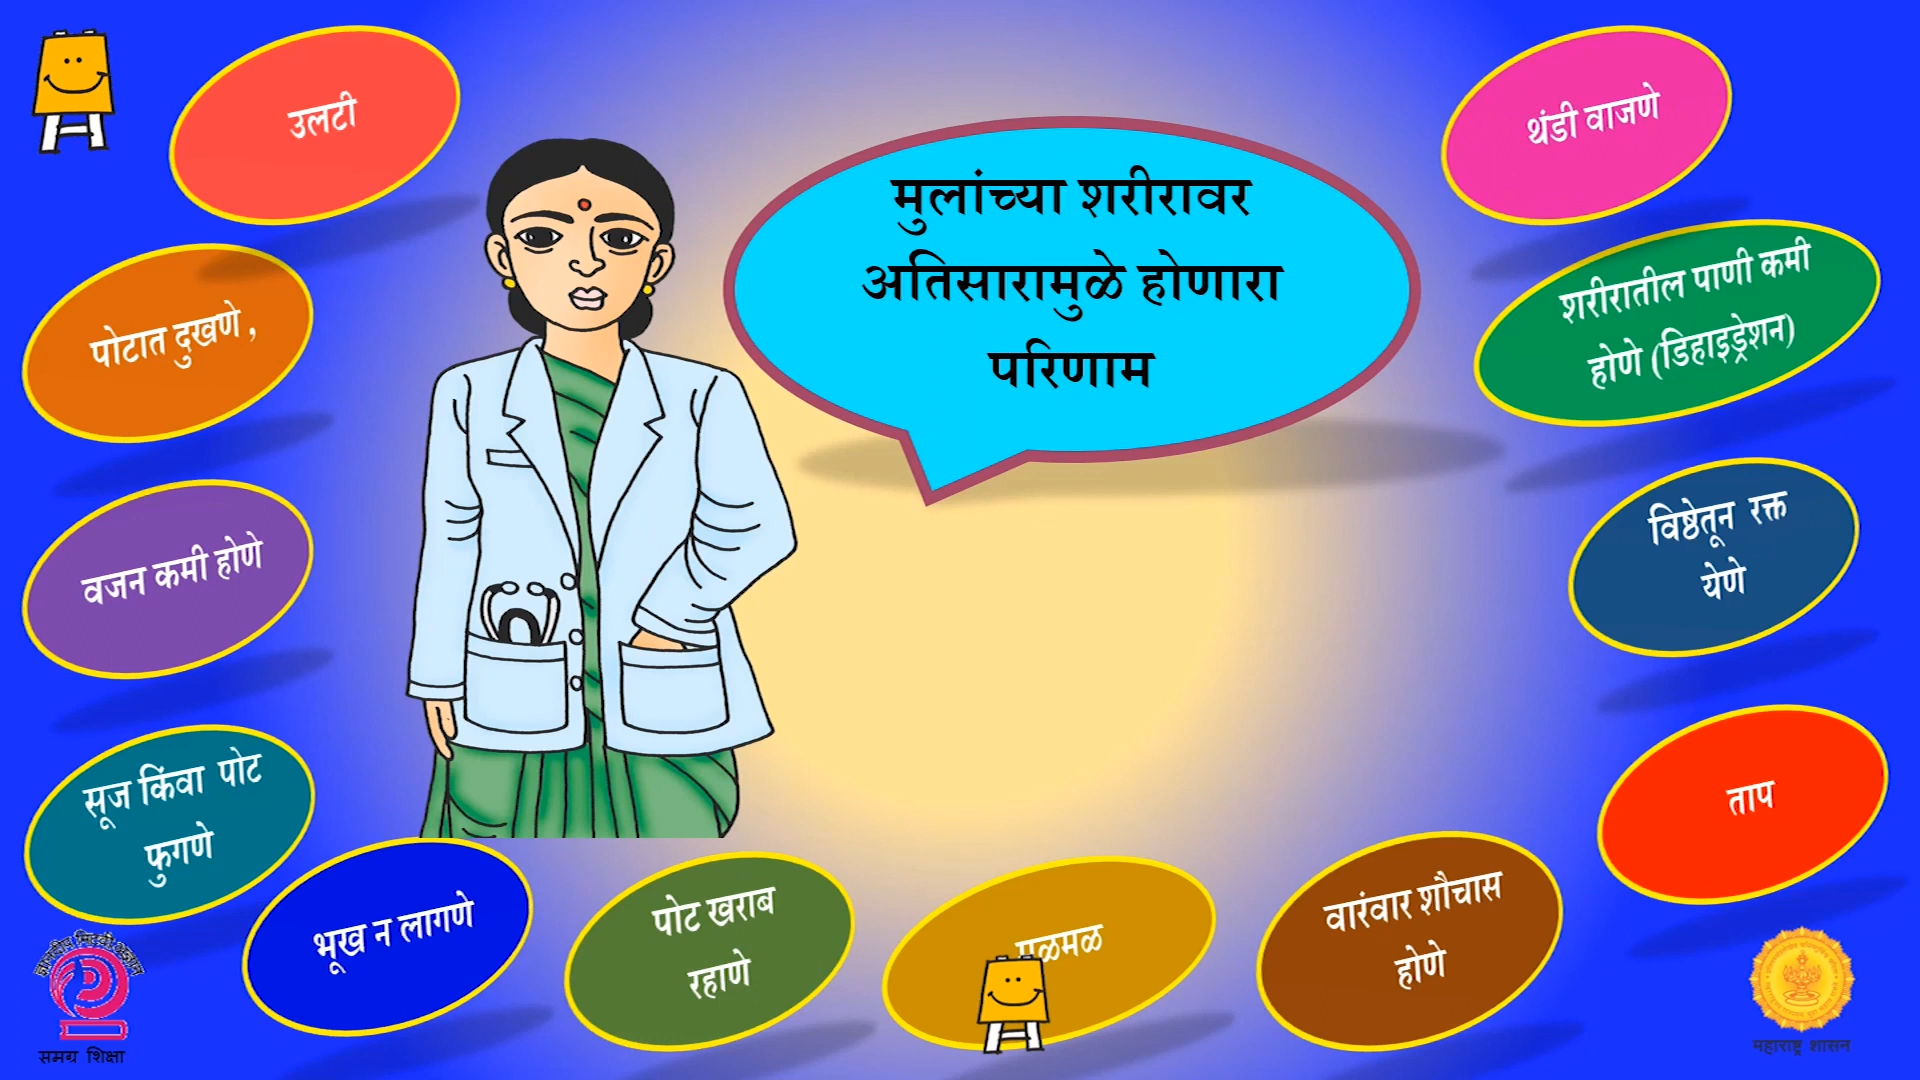 उलटी
थंडी वाजणे
मुलांच्या शरीरावर
अतिसारामुळे होणारा
परिणाम
शरीरातील पाणी कमी
होणे (डिहाइड्रेशन)
पोटात दुखणे ,
विष्ठेतून रक्त
येणे
वजन कमी होणे
ताप
सूज किंवा पोट
फुगणे
भूख न लागणे
पोट खराब
रहाणे
वारंवार शौचास
होणे
समग्र शिक्षा
महाराष्ट्र शासन